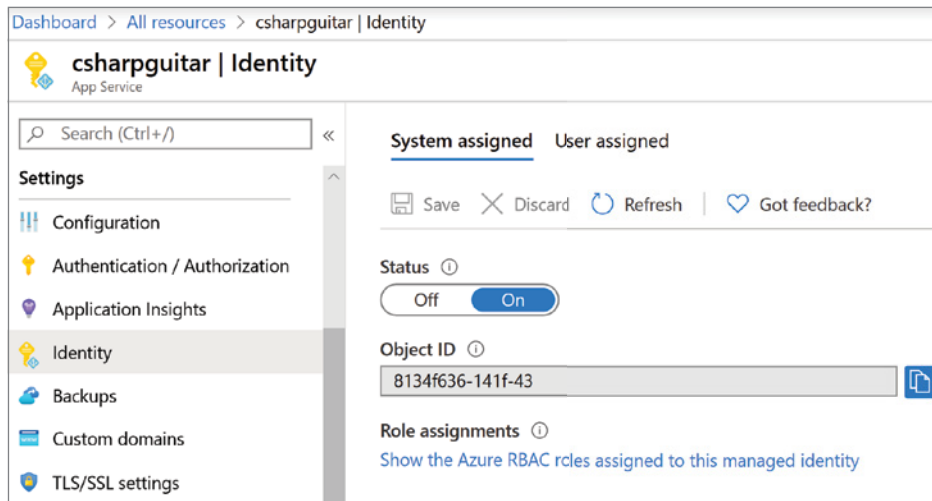 Dashboard > All resources > csharpguitar | Identity
csharpguitar | Identity
App Service
Search (Ctrl+/)
«
Settings
Configuration
Authentication / Authorization
Application Insights
Identity
Backups
Custom domains
TLS/SSL settings
System assigned User assigned
Save Discard Refresh Got feedback?
Status
Off On
Object ID
8134f636-141f-43
Role assignments
Show the Azure RBAC roles assigned to this managed identity